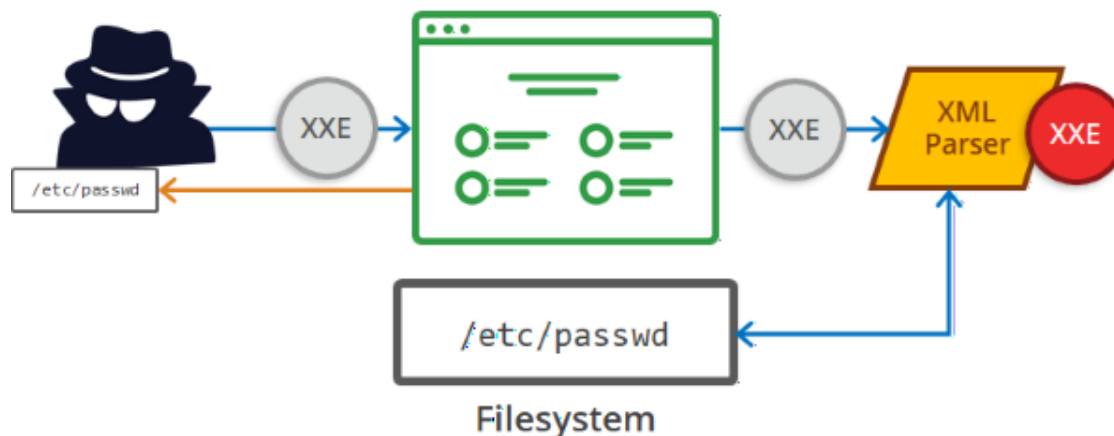 XXE
XXE
XML
Parser
XXE
/etc/passwd
/etc/passwd
Filesystem